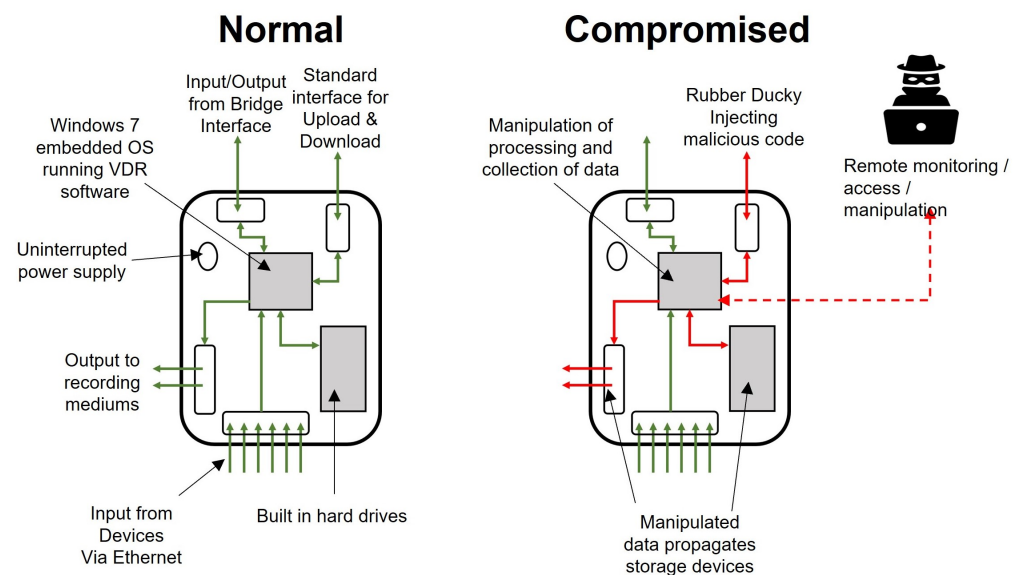 Normal
Input/Output
from Bridge
Interface
Standard
interface for
Upload &
Download
Windows 7
embedded OS
running VDR
software
Uninterrupted
power supply
Output to
recording
mediums
Input from
Devices
Via Ethernet
Built in hard drives
Compromised
Manipulation of
processing and
collection of data
Rubber Ducky
Injecting
malicious code
Remote monitoring /
access /
manipulation
Manipulated
data propagates
storage devices